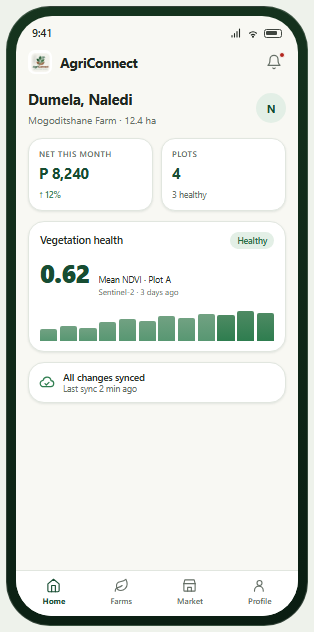 9:41
AgriConnect
Dumela, Naledi
Mogoditshane Farm · 12.4 ha
N
NET THIS MONTH
P 8,240
↑ 12%
PLOTS
4
3 healthy
Vegetation health
Healthy
0.62
Mean NDVI · Plot A
Sentinel-2 · 3 days ago
All changes synced
Last sync 2 min ago
Home
Farms
Market
Profile